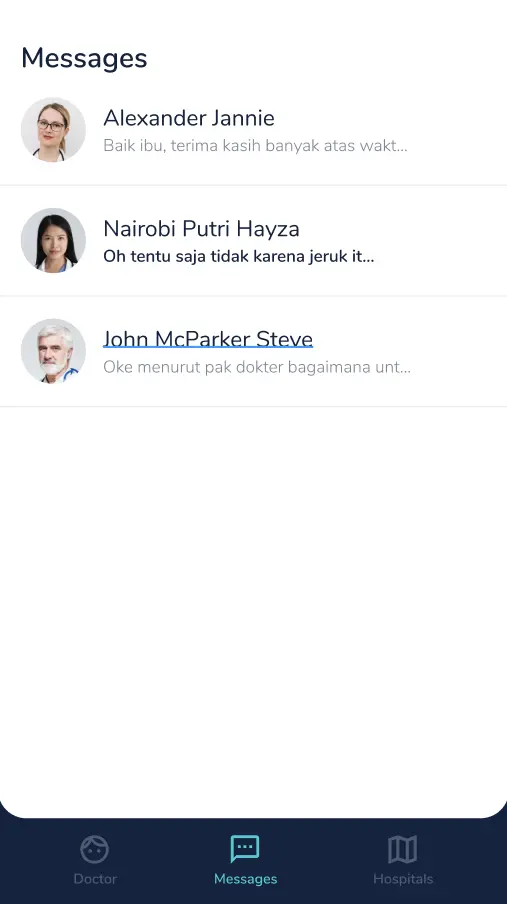 Messages
Alexander Jannie
Baik ibu, terima kasih banyak atas wakt...
Nairobi Putri Hayza
Oh tentu saja tidak karena jeruk it...
John McParker Steve
Oke menurut pak dokter bagaimana unt...
Doctor
Messages
Hospitals